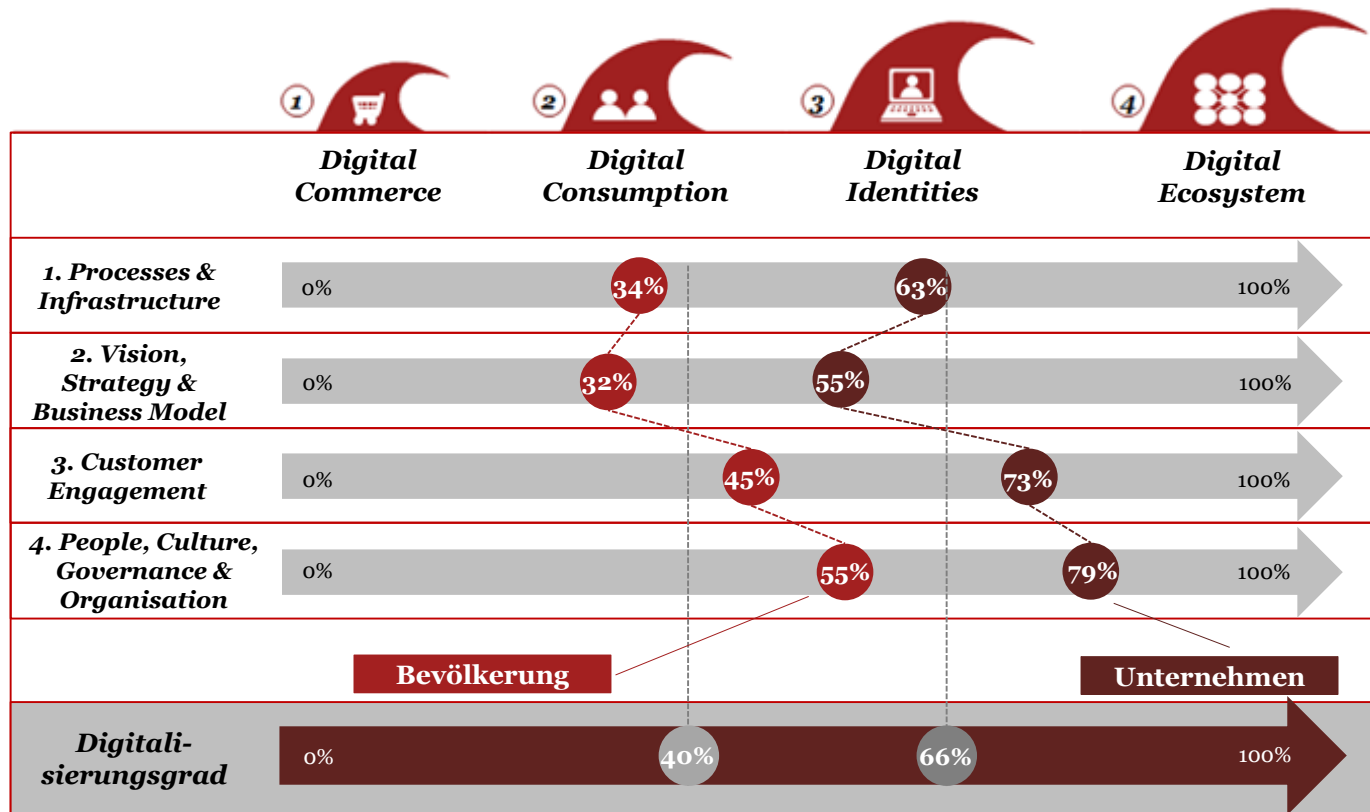 1
2
3
4
Digital
Commerce
Digital
Consumption
Digital
Identities
Digital
Ecosystem
1. Processes &
Infrastructure
0%
34%
63%
100%
2. Vision,
Strategy &
Business Model
0%
32%
55%
100%
3. Customer
Engagement
0%
45%
73%
100%
4. People, Culture,
Governance &
Organisation
0%
55%
79%
100%
Bevölkerung
Unternehmen
Digitali-
sierungsgrad
0%
40%
66%
100%